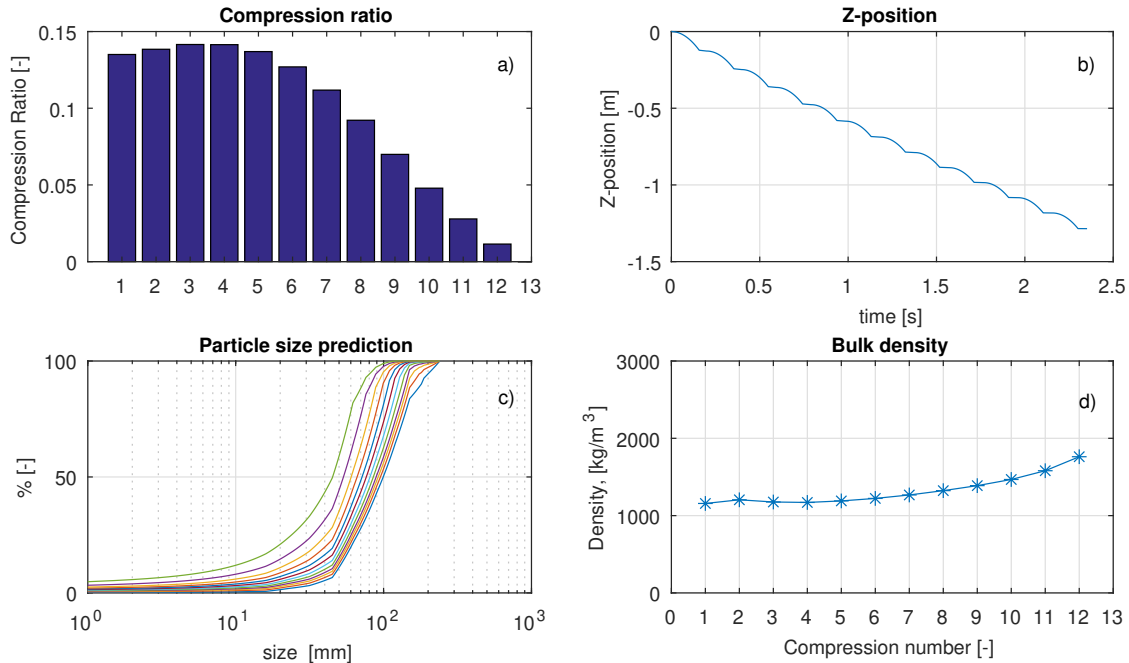 Compression ratio
Compression Ratio [-]
0.15
0.1
0.05
0
a)
1 2 3 4 5 6 7 8 9 10 11 12 13
Z-position
Z-position [m]
0
-0.5
-1
-1.5
b)
0 0.5 1 1.5 2 2.5
time [s]
Particle size prediction
% [-]
100
50
0
c)
10^0 10^1 10^2 10^3
size [mm]
Bulk density
Density, [kg/m^3]
3000
2000
1000
0
d)
0 1 2 3 4 5 6 7 8 9 10 11 12 13
Compression number [-]